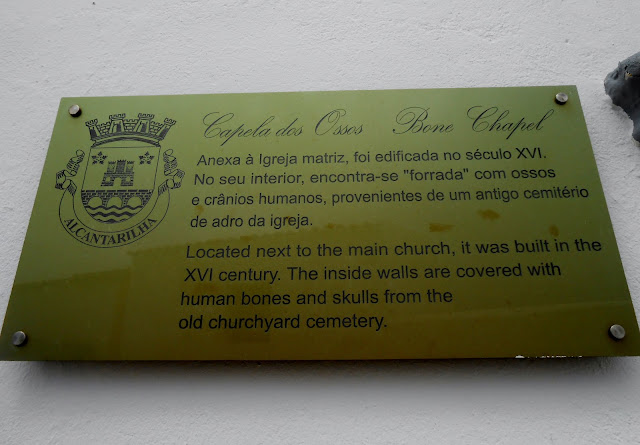 Capela dos Ossos Bone Chapel
Anexa à Igreja matriz, foi edificada no século XVI.
No seu interior, encontra-se "forrada" com ossos
e crânios humanos, provenientes de um antigo cemitério
de adro da igreja.
ALCANTARILHA
Located next to the main church, it was built in the
XVI century. The inside walls are covered with
human bones and skulls from the
old churchyard cemetery.